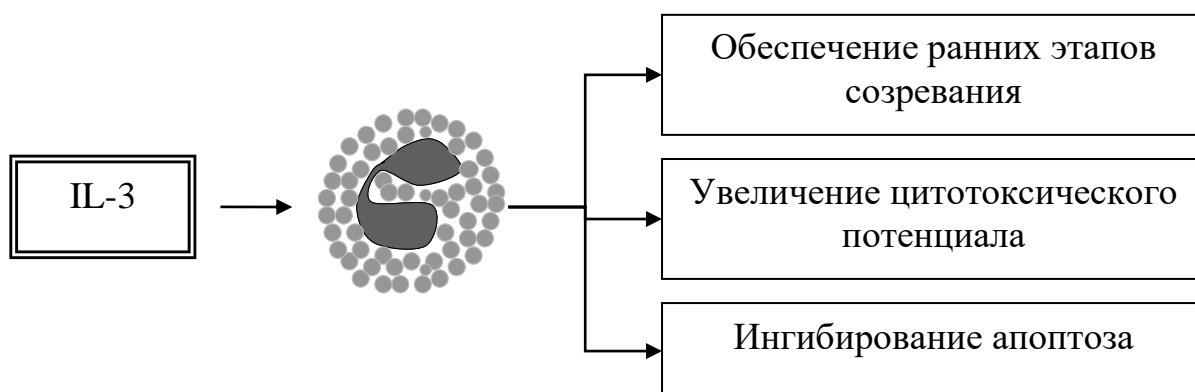 Обеспечение ранних этапов
созревания
IL-3
Увеличение цитотоксического
потенциала
Ингибирование апоптоза